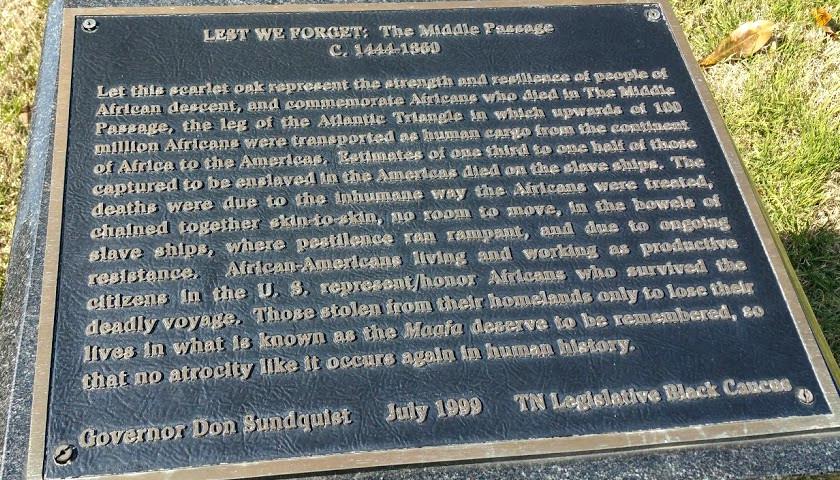 LEST WE FORGET: The Middle Passage
C. 1444-1860
Let this scarlet oak represent the strength and resilience of people of
African descent, and commemorate Africans who died in The Middle
Passage, the leg of the Atlantic Triangle in which upwards of 100
million Africans were transported as human cargo from the continent
of Africa to the Americas. Estimates of one third to one half of those
captured to be enslaved in the Americas died on the slave ships. The
deaths were due to the inhumane way the Africans were treated,
chained together skin-to-skin, no room to move, in the bowels of
slave ships, where pestilence ran rampant, and due to ongoing
resistance. African-Americans living and working as productive
citizens in the U. S. represent/honor Africans who survived the
deadly voyage. Those stolen from their homelands only to lose their
lives in what is known as the Maafa deserve to be remembered, so
that no atrocity like it occurs again in human history.
Governor Don Sundquist July 1999 TN Legislative Black Caucus